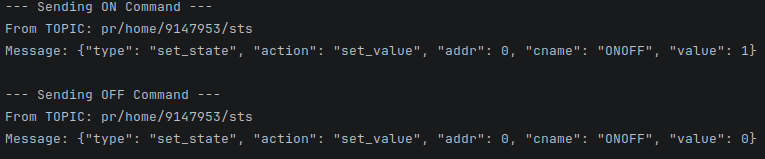 --- Sending ON Command ---
From TOPIC: pr/home/9147953/sts
Message: {"type": "set_state", "action": "set_value", "addr": 0, "cname": "ONOFF", "value": 1}
--- Sending OFF Command ---
From TOPIC: pr/home/9147953/sts
Message: {"type": "set_state", "action": "set_value", "addr": 0, "cname": "ONOFF", "value": 0}